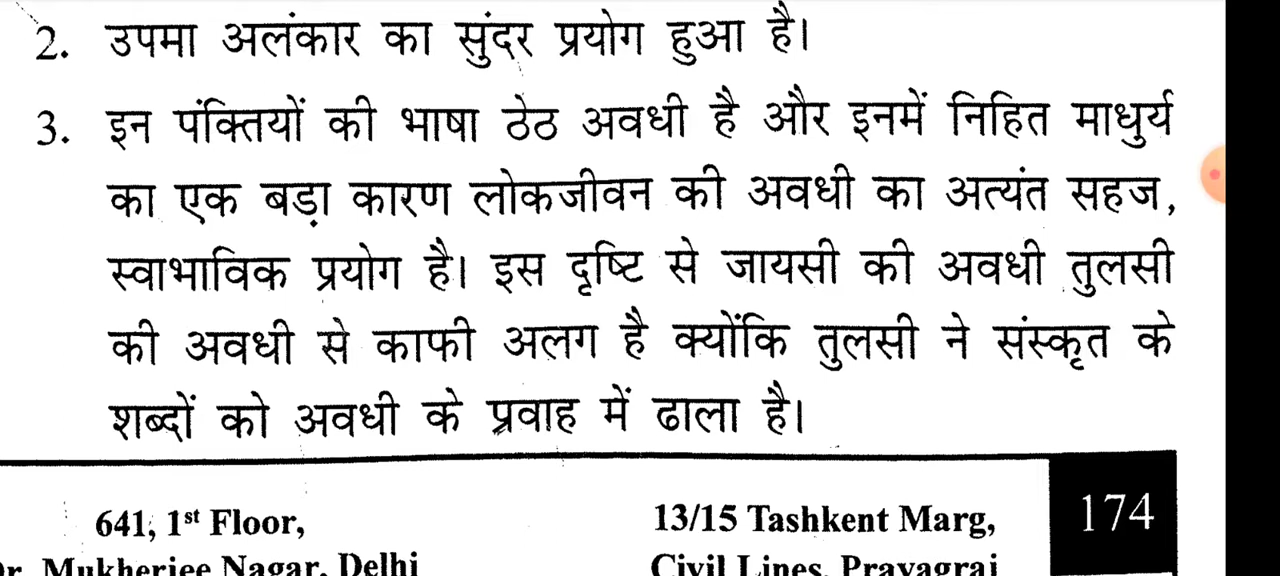 2. उपमा अलंकार का सुंदर प्रयोग हुआ है।
3. इन पंक्तियों की भाषा ठेठ अवधी है और इनमें निहित माधुर्य
का एक बड़ा कारण लोकजीवन की अवधी का अत्यंत सहज,
स्वाभाविक प्रयोग है। इस दृष्टि से जायसी की अवधी तुलसी
की अवधी से काफी अलग है क्योंकि तुलसी ने संस्कृत के
शब्दों को अवधी के प्रवाह में ढाला है।
641, 1st Floor,
13/15 Tashkent Marg,
174
Mukherjee Nagar, Delhi
Civil Lines, Prayagraj